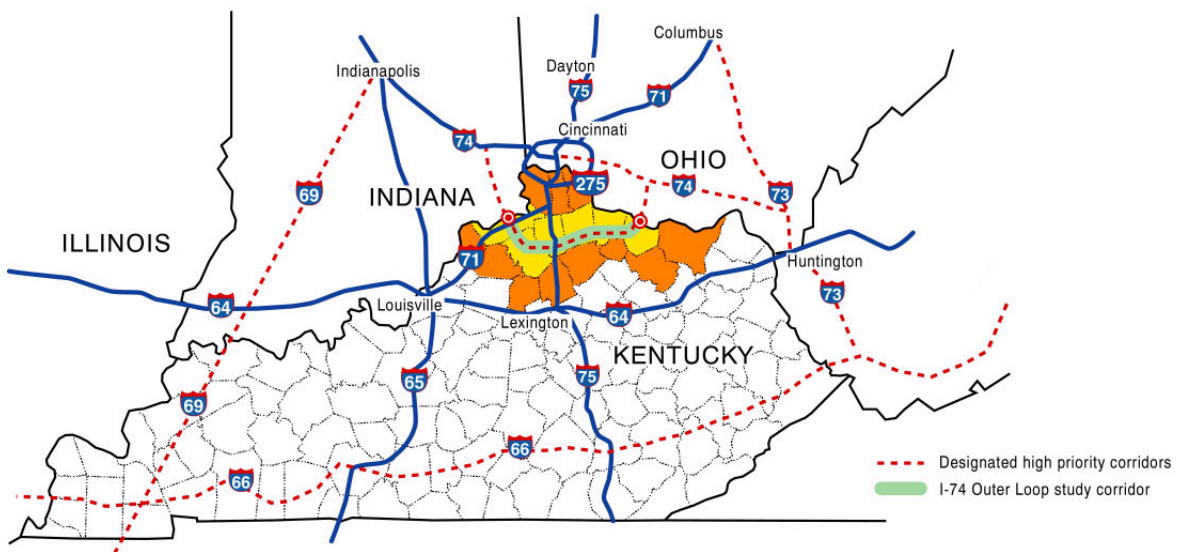 Columbus
Dayton
Indianapolis
75
71
Cincinnati
74
OHIO
275
74
73
69
INDIANA
ILLINOIS
71
Huntington
64
Louisville
Lexington
64
73
KENTUCKY
65
75
69
66
66
Designated high priority corridors
I-74 Outer Loop study corridor